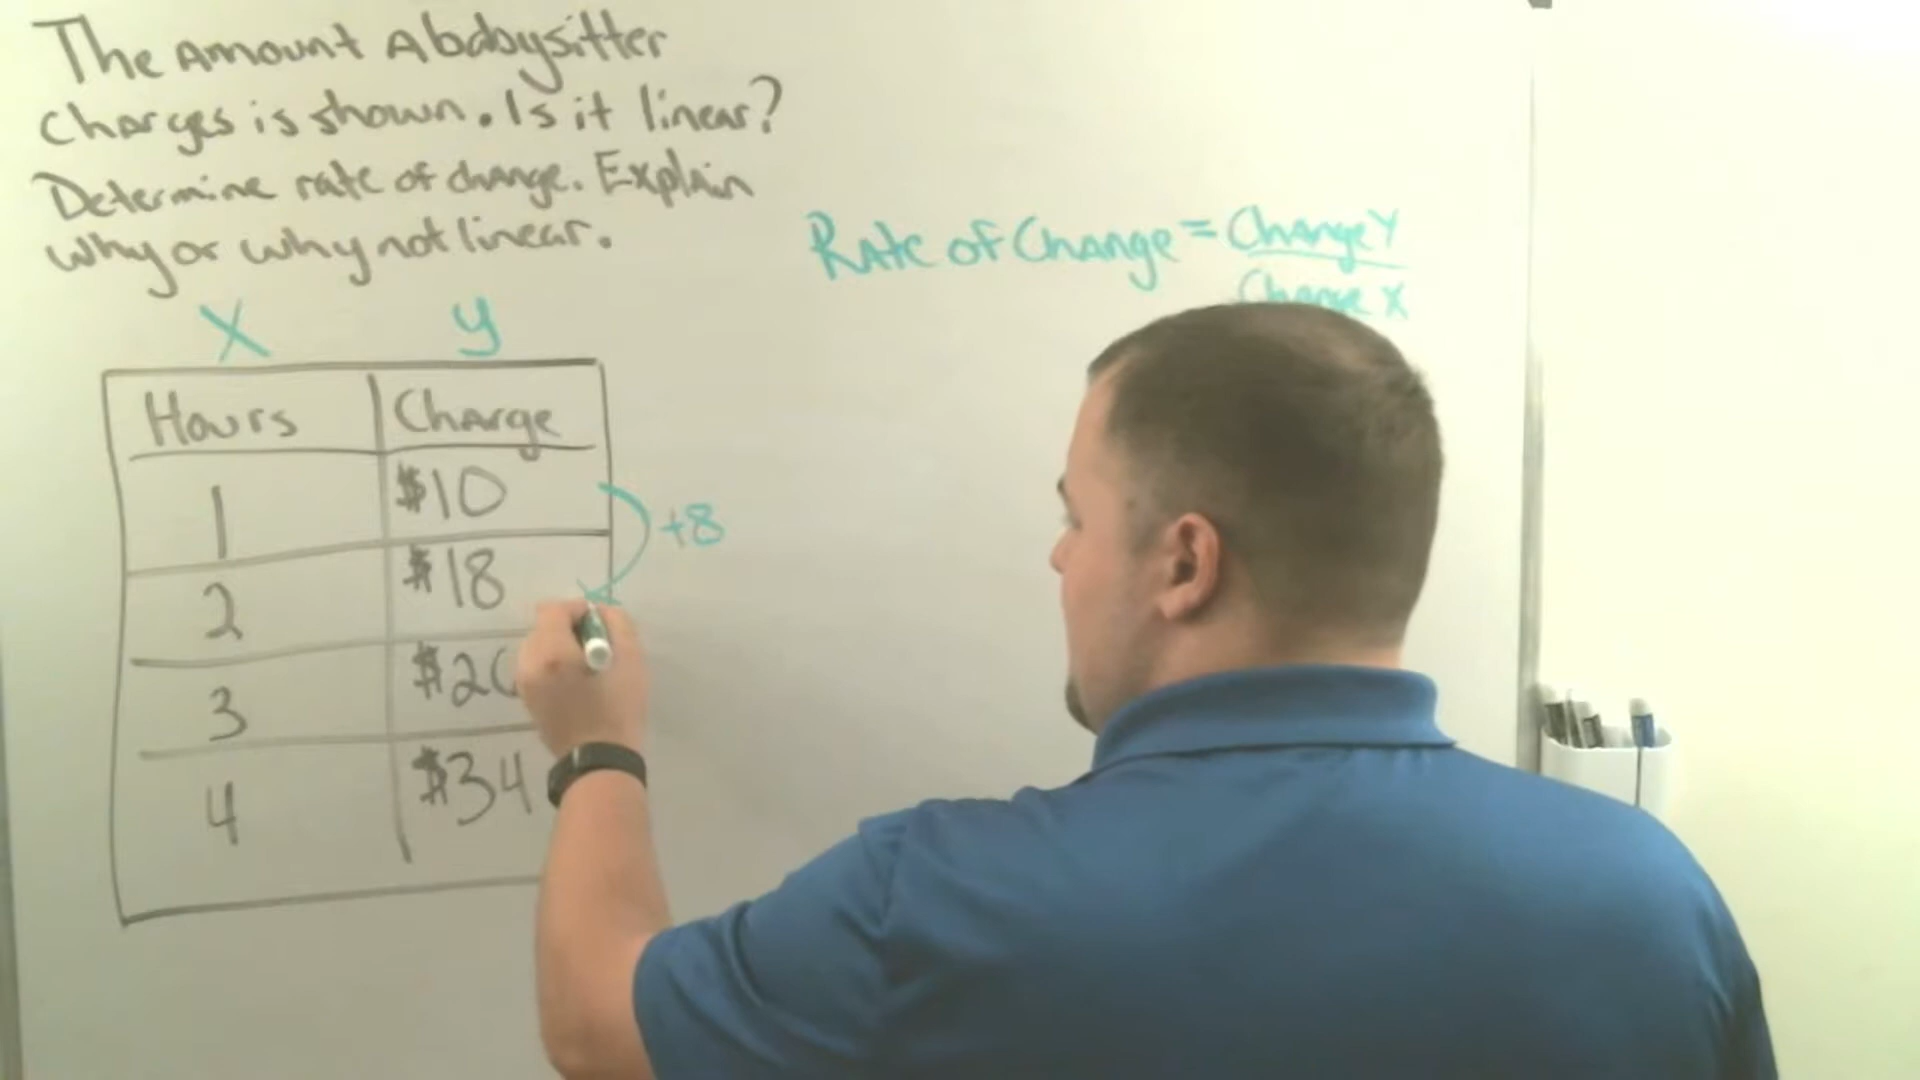 The Amount A babysitter
charges is shown. Is it linear?
Determine rate of change. Explain
why or why not linear.
Rate of Change = Change Y
Change X
X y
Hours Charge
1 $10
+8
2 $18
3
4 $34